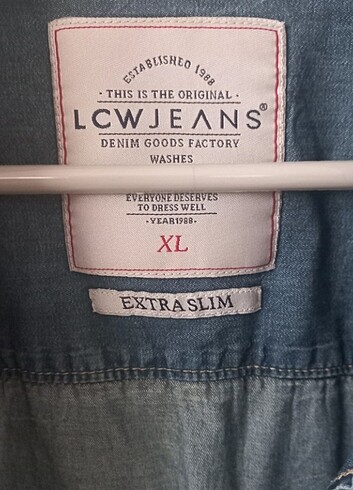 ESTABLISHED 1988
· THIS IS THE ORIGINAL ·
LCWJEANS®
DENIM GOODS FACTORY
WASHES
EVERYONE DESERVES
TO DRESS WELL
· YEAR1988 ·
XL
EXTRA SLIM